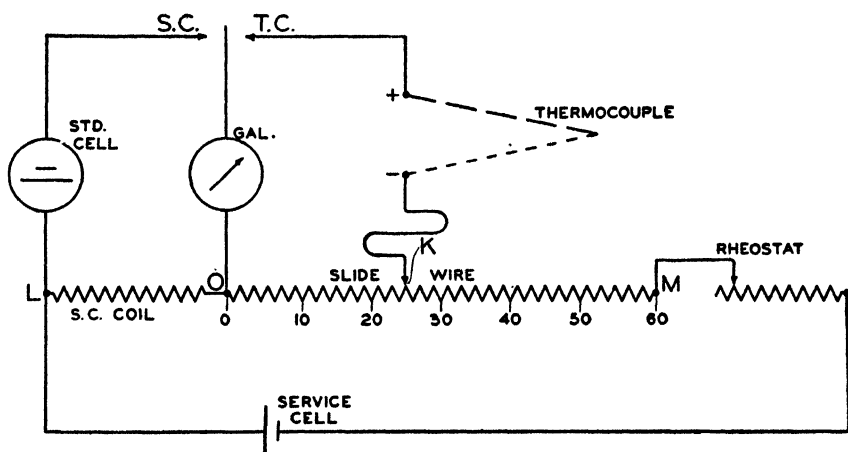 S.C. T.C.
+
THERMOCOUPLE
STD.
CELL
GAL.
-
K
RHEOSTAT
L O SLIDE WIRE M
S.C. COIL
0 10 20 30 40 50 60
SERVICE
CELL